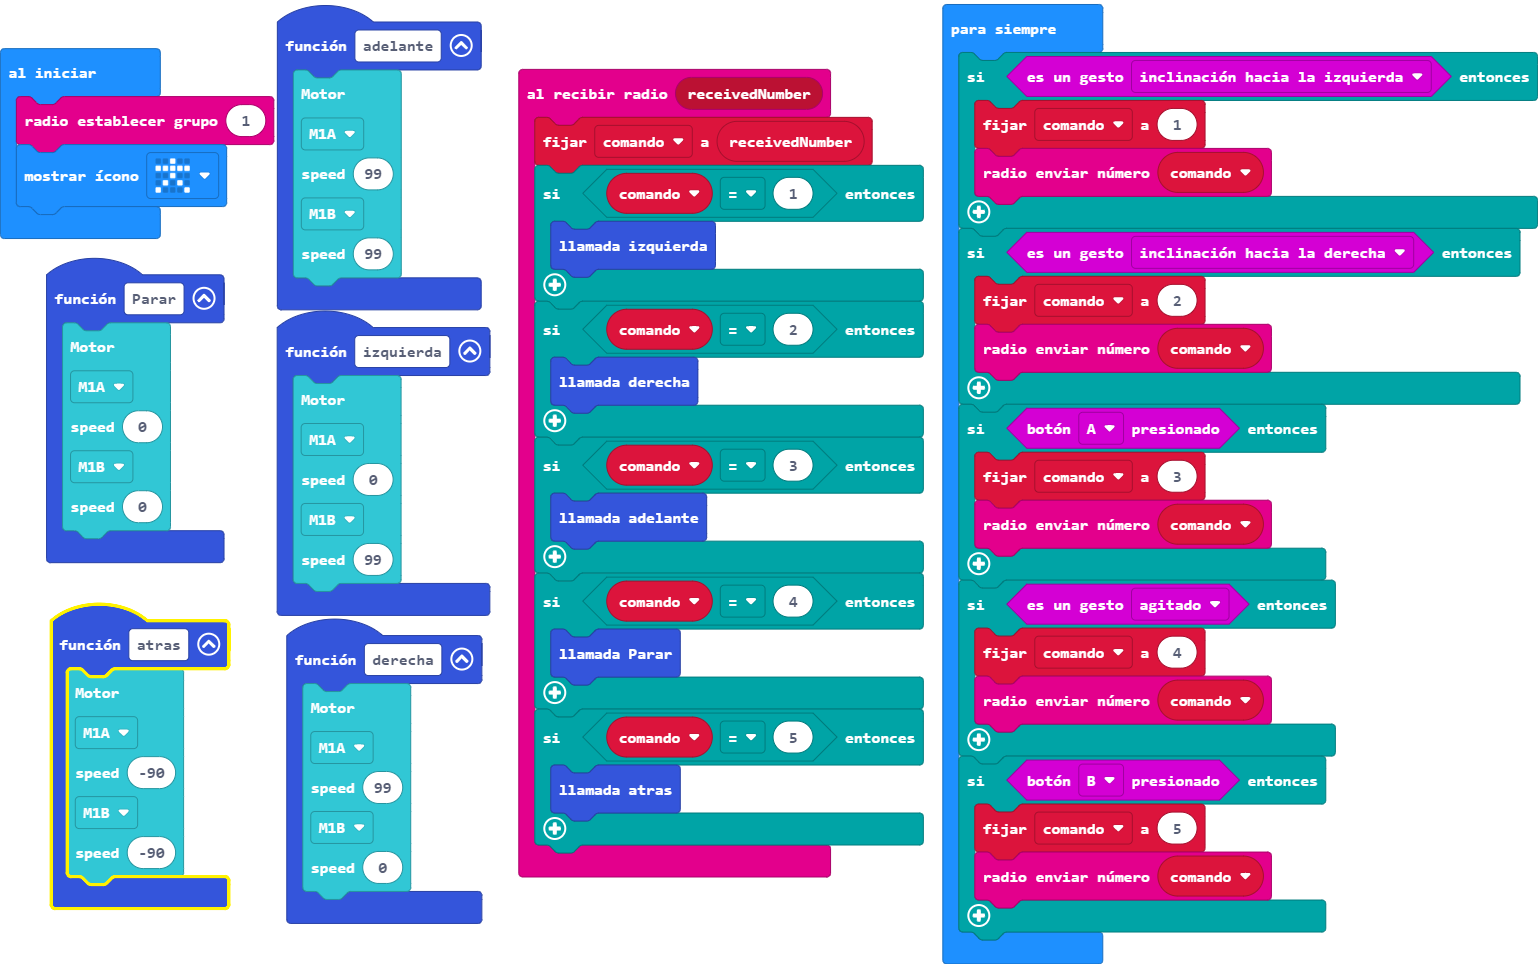 al iniciar
radio establecer grupo 1
mostrar ícono
función Parar
Motor
M1A
speed 0
M1B
speed 0
función atras
Motor
M1A
speed -90
M1B
speed -90
función adelante
Motor
M1A
speed 99
M1B
speed 99
función izquierda
Motor
M1A
speed 0
M1B
speed 99
función derecha
Motor
M1A
speed 99
M1B
speed 0
al recibir radio receivedNumber
fijar comando a receivedNumber
si comando = 1 entonces
llamada izquierda
si comando = 2 entonces
llamada derecha
si comando = 3 entonces
llamada adelante
si comando = 4 entonces
llamada Parar
si comando = 5 entonces
llamada atras
para siempre
si es un gesto inclinación hacia la izquierda entonces
fijar comando a 1
radio enviar número comando
si es un gesto inclinación hacia la derecha entonces
fijar comando a 2
radio enviar número comando
si botón A presionado entonces
fijar comando a 3
radio enviar número comando
si es un gesto agitado entonces
fijar comando a 4
radio enviar número comando
si botón B presionado entonces
fijar comando a 5
radio enviar número comando